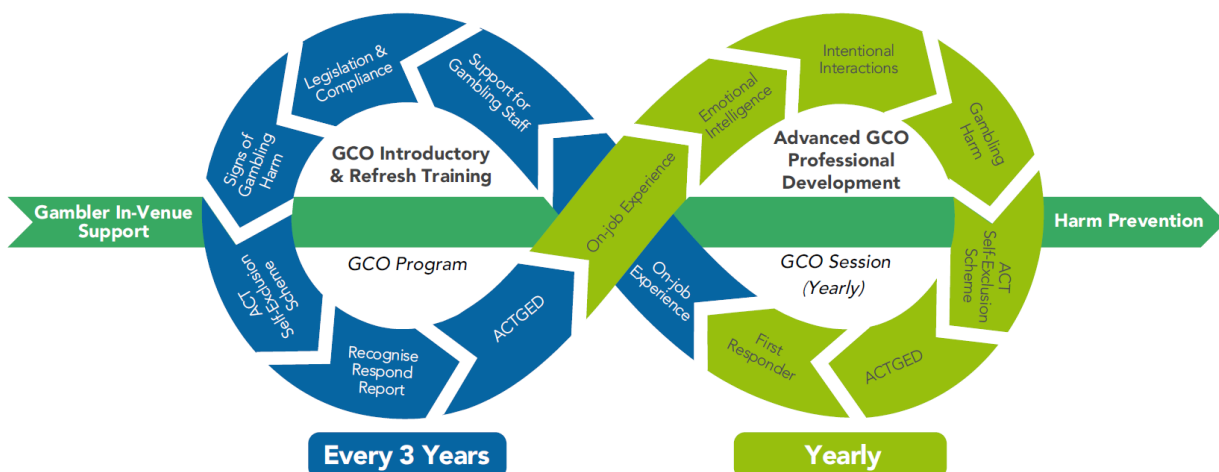 Legislation &
Compliance
Support for
Gambling Staff
Signs of
Gambling
Harm
GCO Introductory
& Refresh Training
Gambler In-Venue
Support
GCO Program
ACT
Self-Exclusion
Scheme
Recognise
Respond
Report
ACTGED
On-job Experience
On-job
Experience
Emotional
Intelligence
Intentional
Interactions
Gambling
Harm
Advanced GCO
Professional
Development
Harm Prevention
GCO Session
(Yearly)
ACT
Self-Exclusion
Scheme
ACTGED
First
Responder
Every 3 Years
Yearly